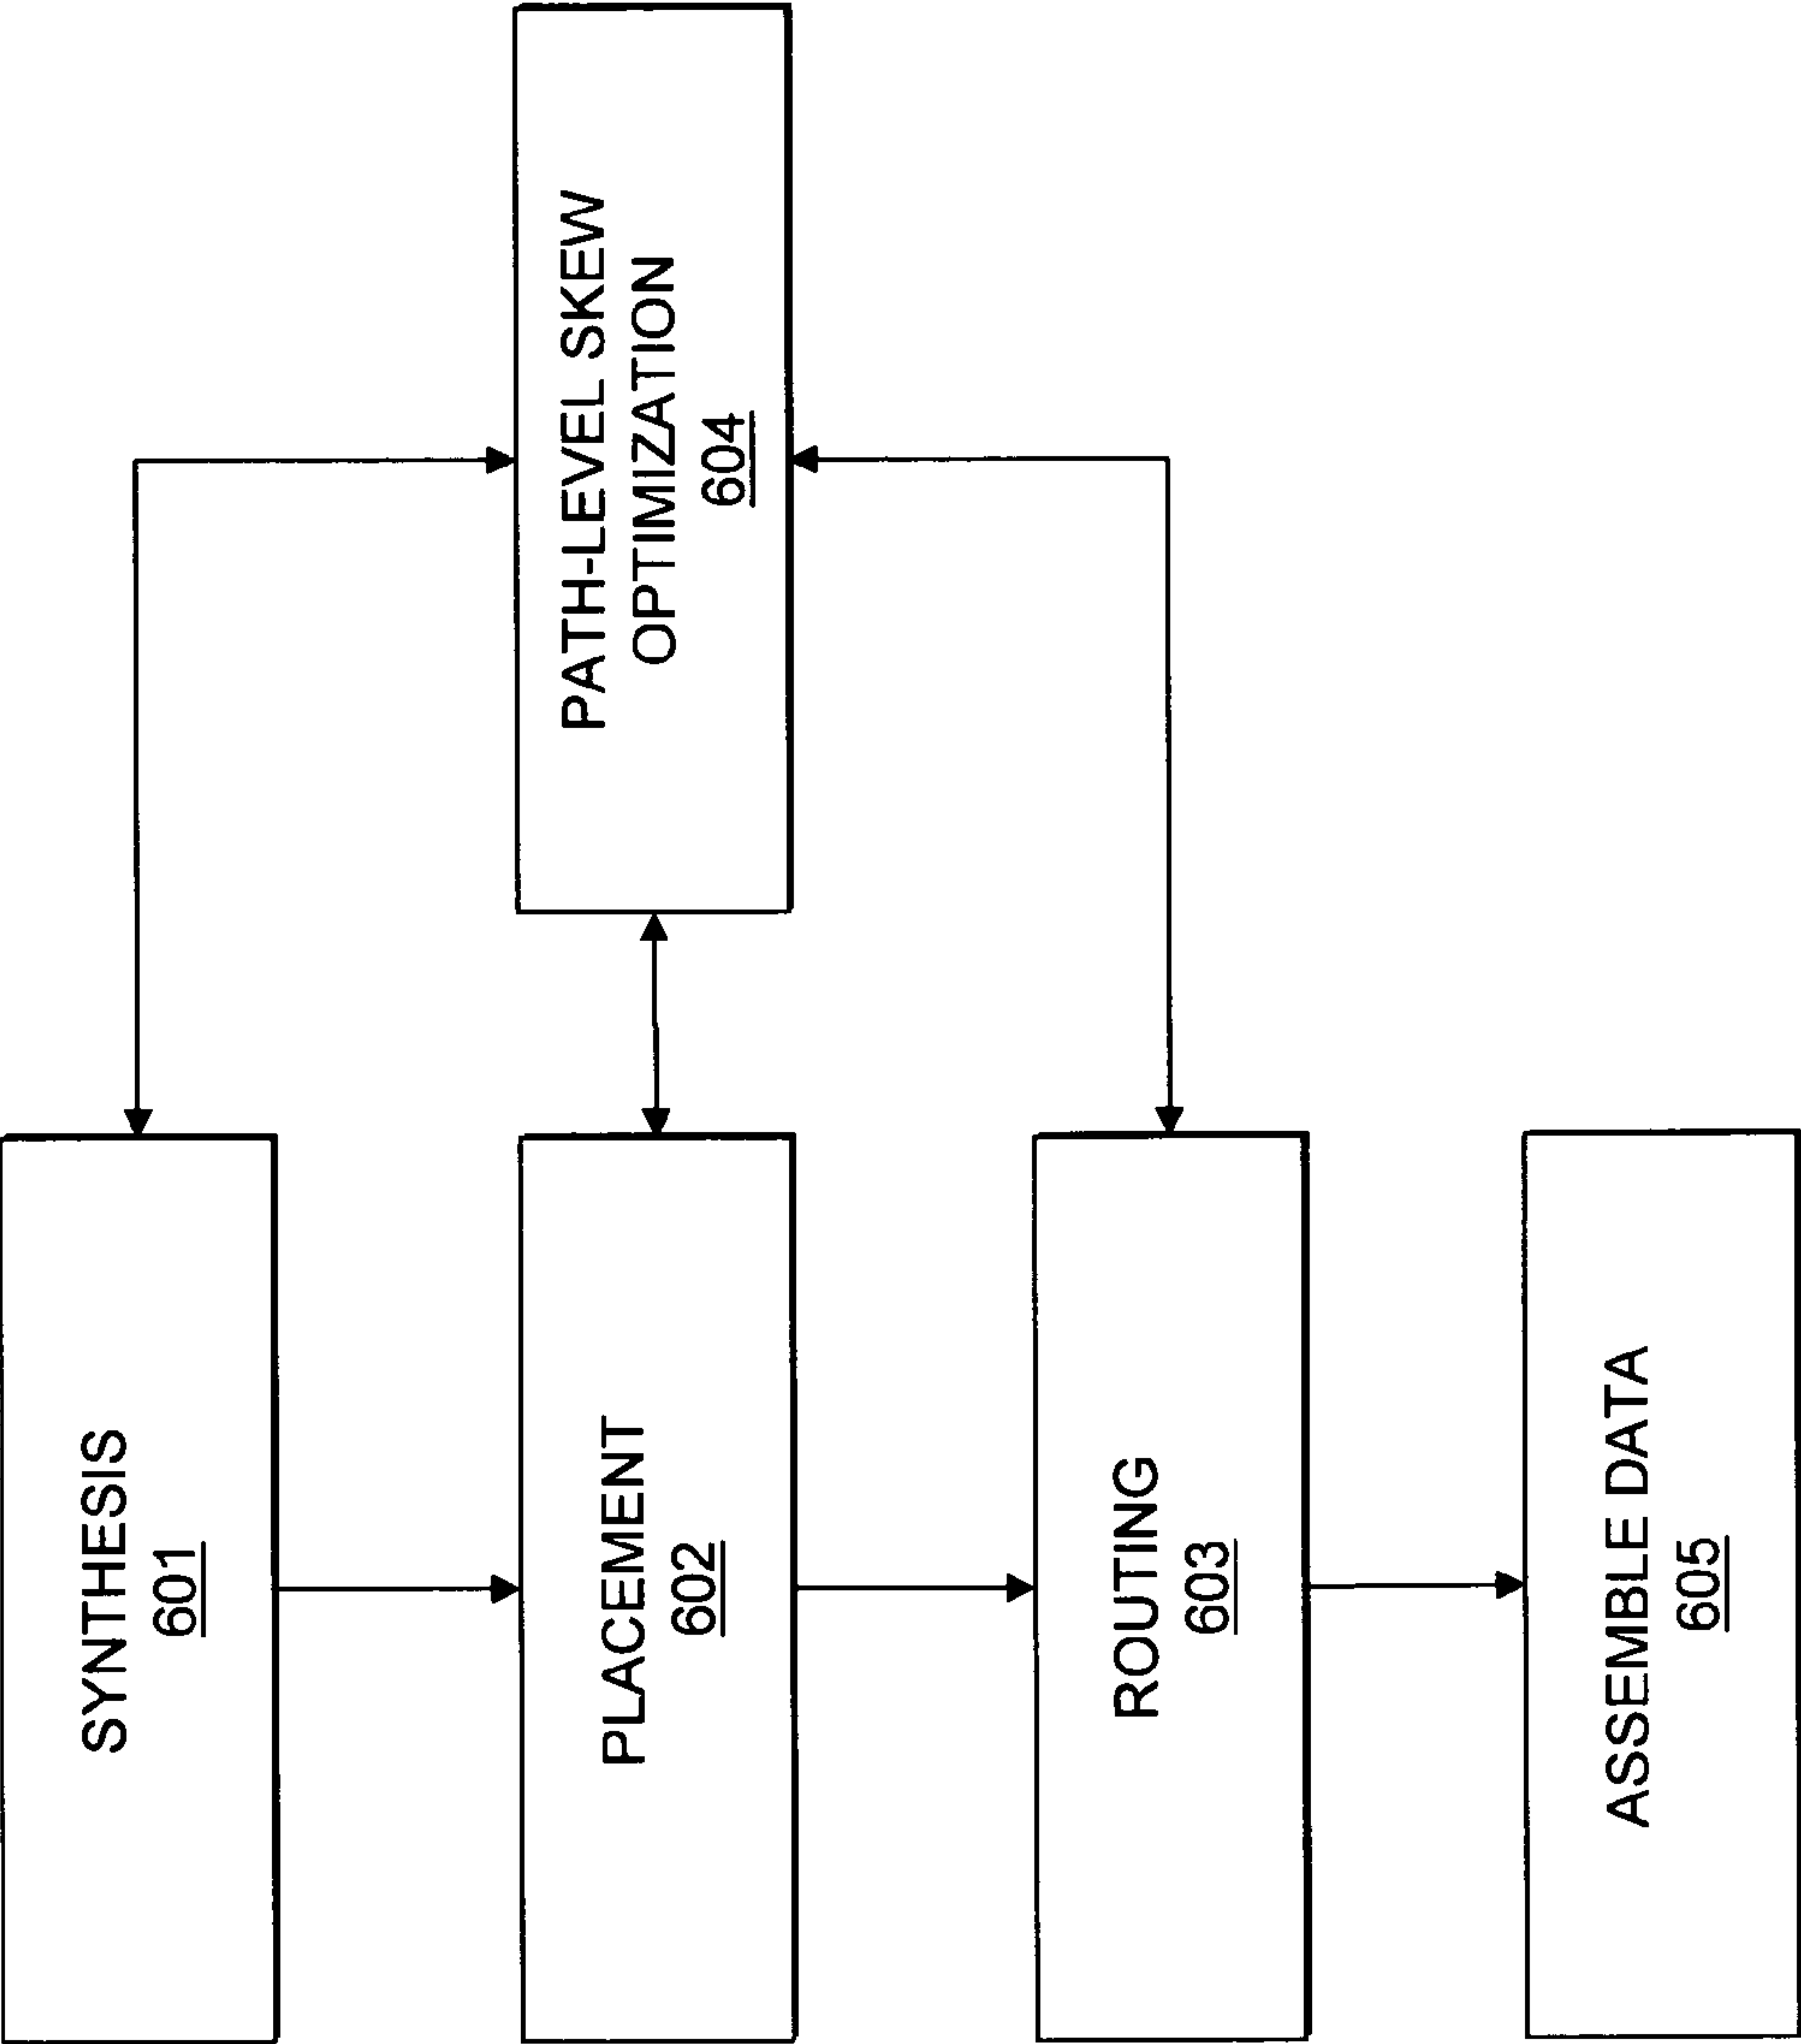 SYNTHESIS
601
PLACEMENT
602
ROUTING
603
PATH-LEVEL SKEW
OPTIMIZATION
604
ASSEMBLE DATA
605